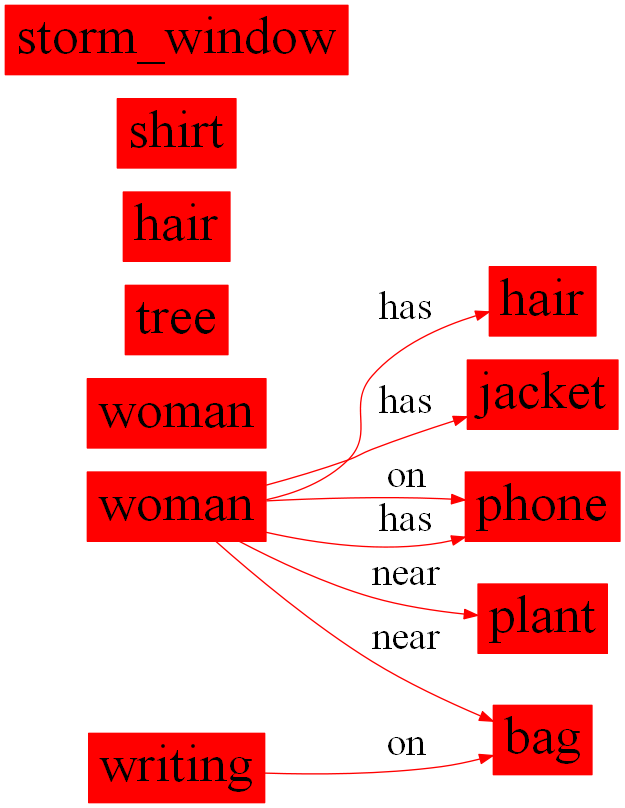 storm_window
shirt
hair
tree
woman
woman
writing
has
has
on
has
near
near
on
hair
jacket
phone
plant
bag